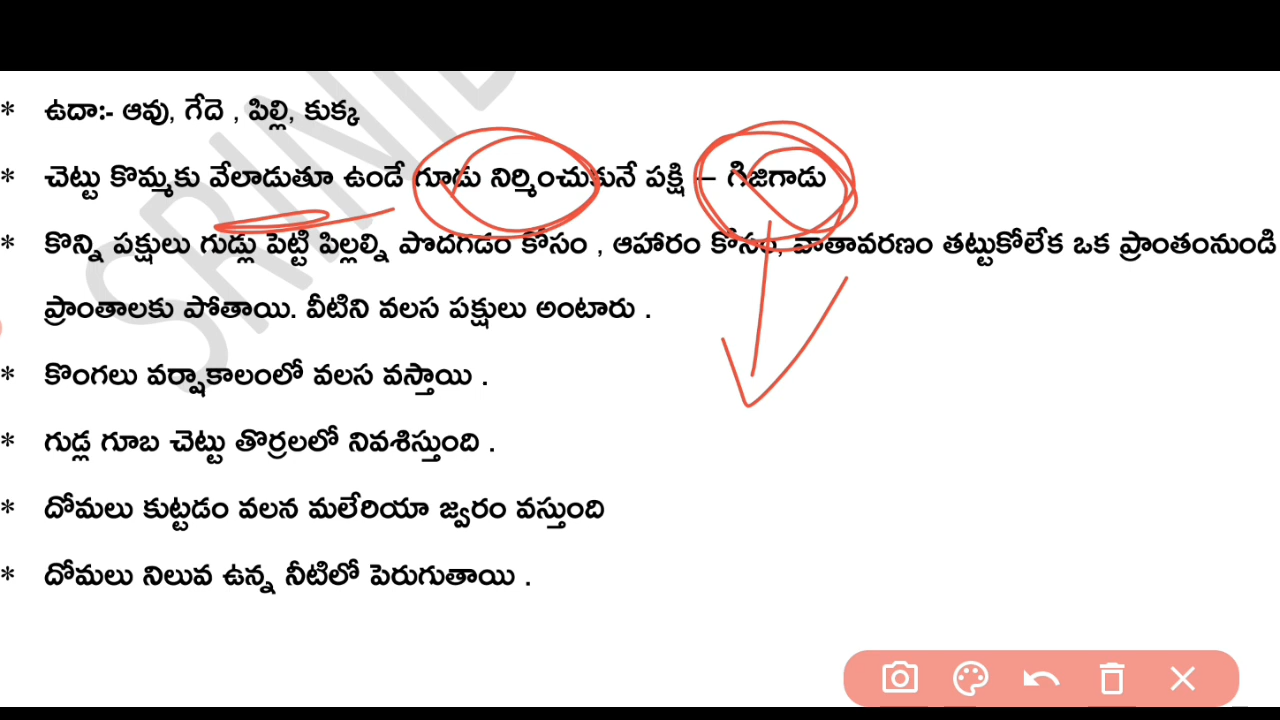 * ఉదా:- ఆవు, గేదె , పిల్లి, కుక్క
* చెట్టు కొమ్మకు వేలాడుతూ ఉండే గూడు నిర్మించుకునే పక్షి – గిజిగాడు
* కొన్ని పక్షులు గుడ్లు పెట్టి పిల్లల్ని పొదగడం కోసం , ఆహారం కోసం, వాతావరణం తట్టుకోలేక ఒక ప్రాంతంనుండి
ప్రాంతాలకు పోతాయి. వీటిని వలస పక్షులు అంటారు .
* కొంగలు వర్షాకాలంలో వలస వస్తాయి .
* గుడ్ల గూబ చెట్టు తొర్రలలో నివశిస్తుంది .
* దోమలు కుట్టడం వలన మలేరియా జ్వరం వస్తుంది
* దోమలు నిలువ ఉన్న నీటిలో పెరుగుతాయి .